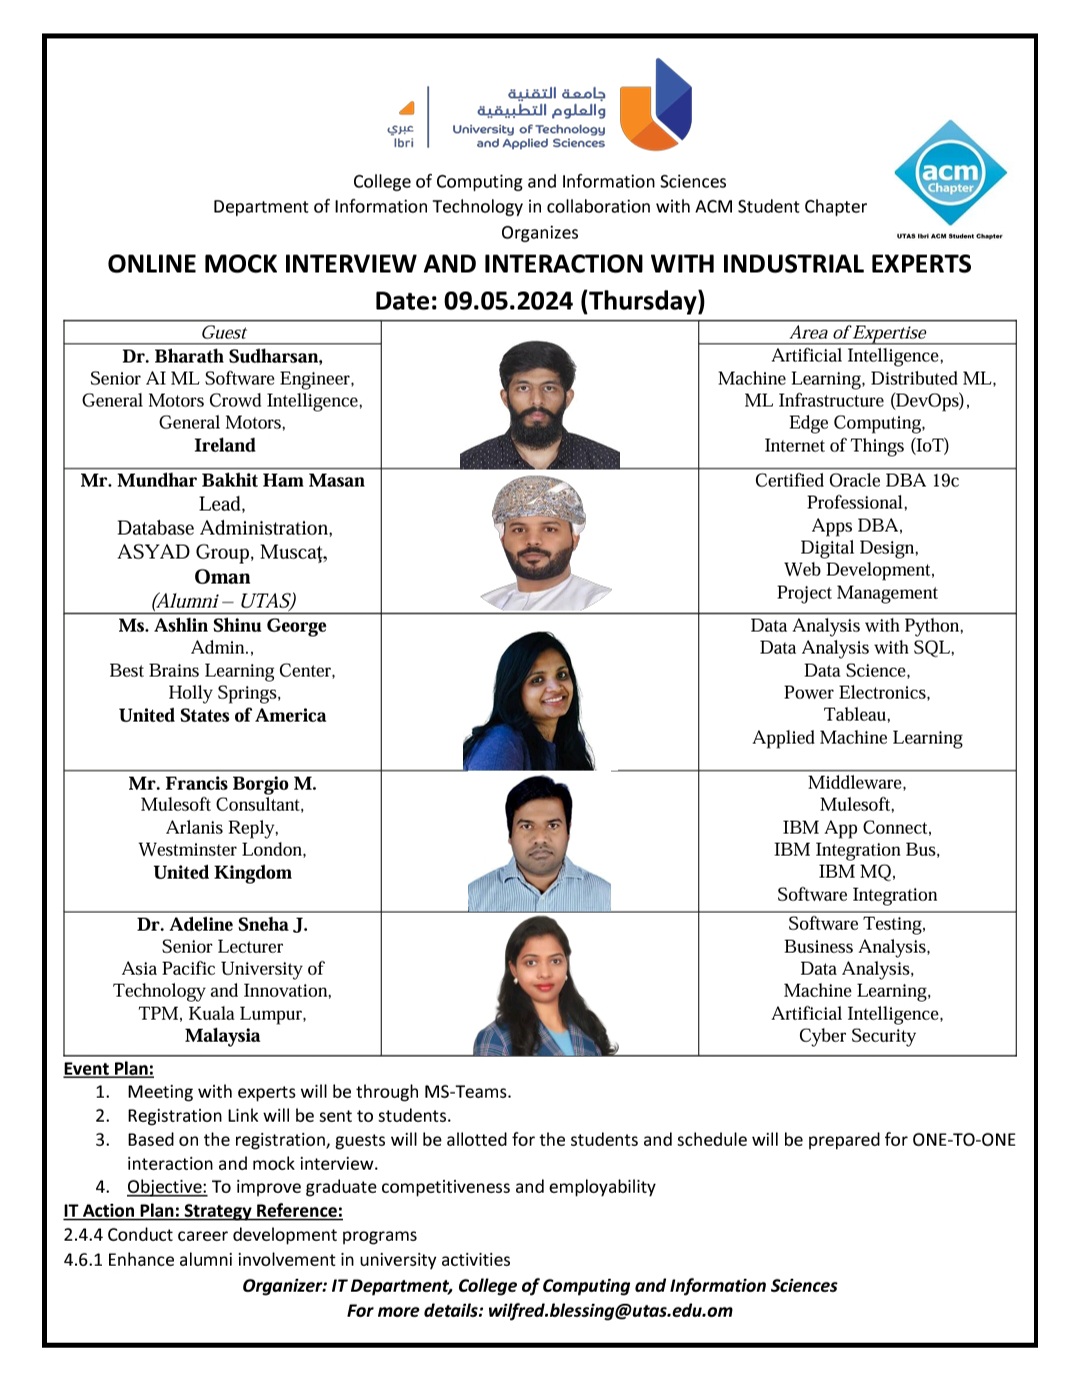 جامعة التقنية
والعلوم التطبيقية
University of Technology
and Applied Sciences
عبري
Ibri
acm
Chapter
UTAS Ibri ACM Student Chapter
College of Computing and Information Sciences
Department of Information Technology in collaboration with ACM Student Chapter
Organizes
ONLINE MOCK INTERVIEW AND INTERACTION WITH INDUSTRIAL EXPERTS
Date: 09.05.2024 (Thursday)
Guest
Area of Expertise
Dr. Bharath Sudharsan,
Senior AI ML Software Engineer,
General Motors Crowd Intelligence,
General Motors,
Ireland
Artificial Intelligence,
Machine Learning, Distributed ML,
ML Infrastructure (DevOps),
Edge Computing,
Internet of Things (IoT)
Mr. Mundhar Bakhit Ham Masan
Lead,
Database Administration,
ASYAD Group, Muscat,
Oman
(Alumni – UTAS)
Certified Oracle DBA 19c
Professional,
Apps DBA,
Digital Design,
Web Development,
Project Management
Ms. Ashlin Shinu George
Admin.,
Best Brains Learning Center,
Holly Springs,
United States of America
Data Analysis with Python,
Data Analysis with SQL,
Data Science,
Power Electronics,
Tableau,
Applied Machine Learning
Mr. Francis Borgio M.
Mulesoft Consultant,
Arlanis Reply,
Westminster London,
United Kingdom
Middleware,
Mulesoft,
IBM App Connect,
IBM Integration Bus,
IBM MQ,
Software Integration
Dr. Adeline Sneha J.
Senior Lecturer
Asia Pacific University of
Technology and Innovation,
TPM, Kuala Lumpur,
Malaysia
Software Testing,
Business Analysis,
Data Analysis,
Machine Learning,
Artificial Intelligence,
Cyber Security
Event Plan:
1. Meeting with experts will be through MS-Teams.
2. Registration Link will be sent to students.
3. Based on the registration, guests will be allotted for the students and schedule will be prepared for ONE-TO-ONE
interaction and mock interview.
4. Objective: To improve graduate competitiveness and employability
IT Action Plan: Strategy Reference:
2.4.4 Conduct career development programs
4.6.1 Enhance alumni involvement in university activities
Organizer: IT Department, College of Computing and Information Sciences
For more details: wilfred.blessing@utas.edu.om